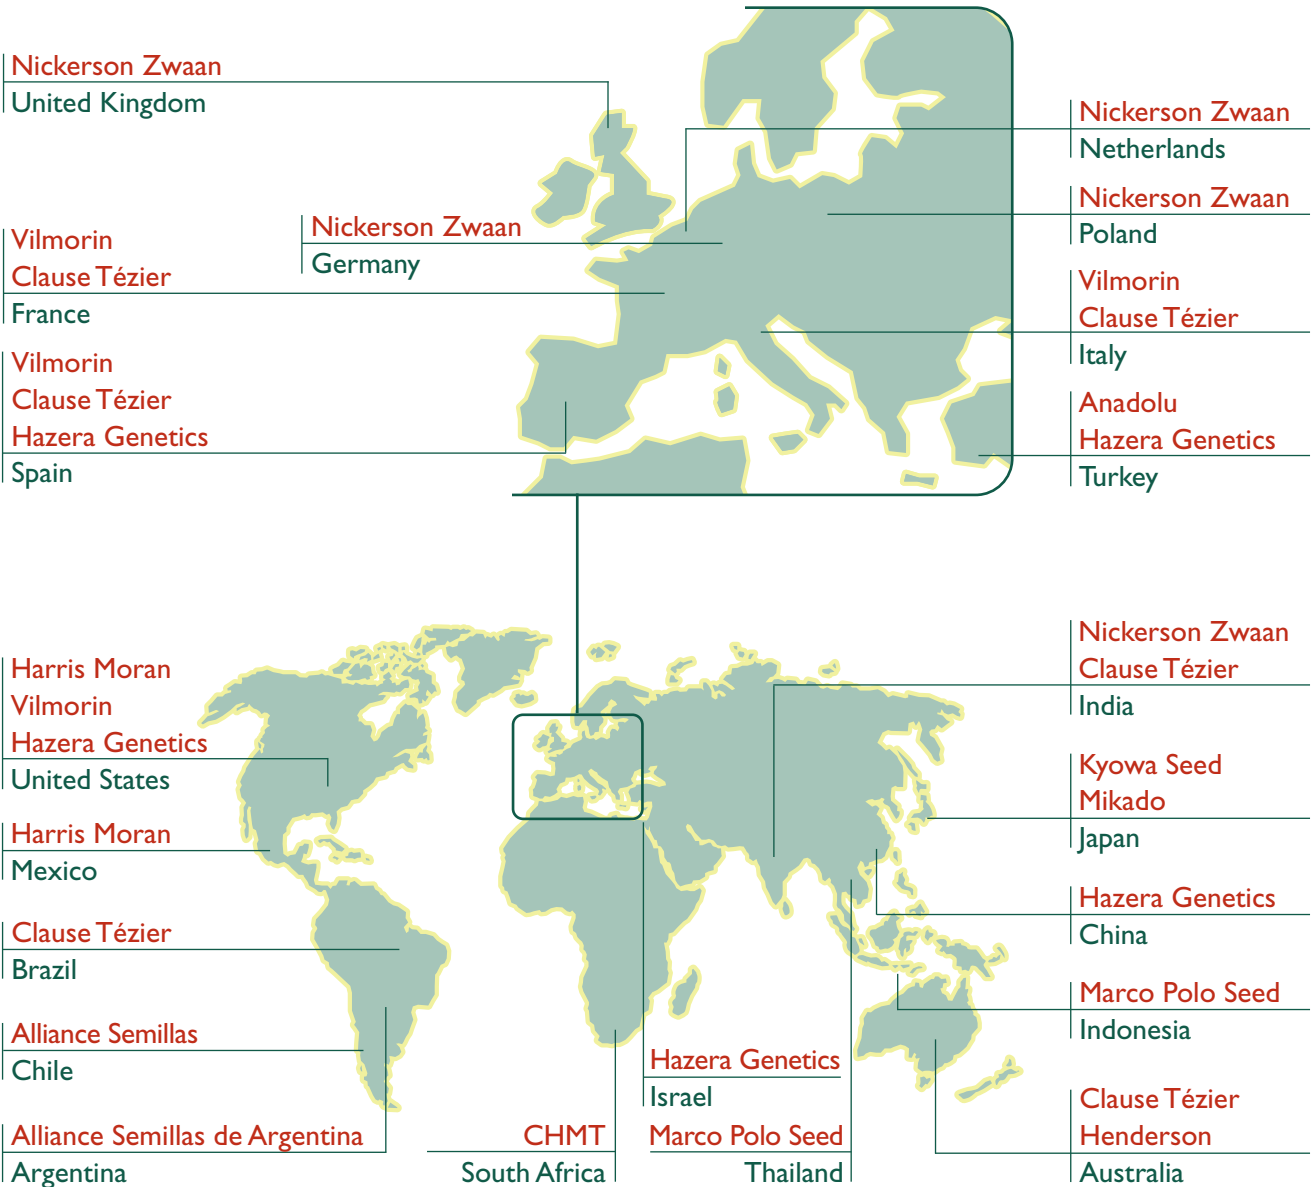 Nickerson Zwaan
United Kingdom
Nickerson Zwaan
Netherlands
Nickerson Zwaan
Poland
Nickerson Zwaan
Germany
Vilmorin
Clause Tézier
France
Vilmorin
Clause Tézier
Italy
Vilmorin
Clause Tézier
Hazera Genetics
Spain
Anadolu
Hazera Genetics
Turkey
Harris Moran
Vilmorin
Hazera Genetics
United States
Nickerson Zwaan
Clause Tézier
India
Kyowa Seed
Mikado
Japan
Harris Moran
Mexico
Hazera Genetics
China
Clause Tézier
Brazil
Marco Polo Seed
Indonesia
Alliance Semillas
Chile
Hazera Genetics
Israel
Clause Tézier
Henderson
Australia
Alliance Semillas de Argentina
Argentina
CHMT
South Africa
Marco Polo Seed
Thailand